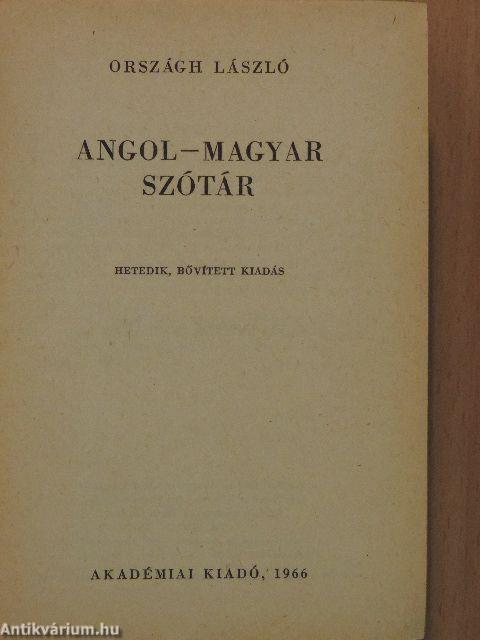 ORSZÁGH LÁSZLÓ
ANGOL–MAGYAR
SZÓTÁR
HETEDIK, BŐVÍTETT KIADÁS
AKADÉMIAI KIADÓ, 1966
Antikvárium.hu